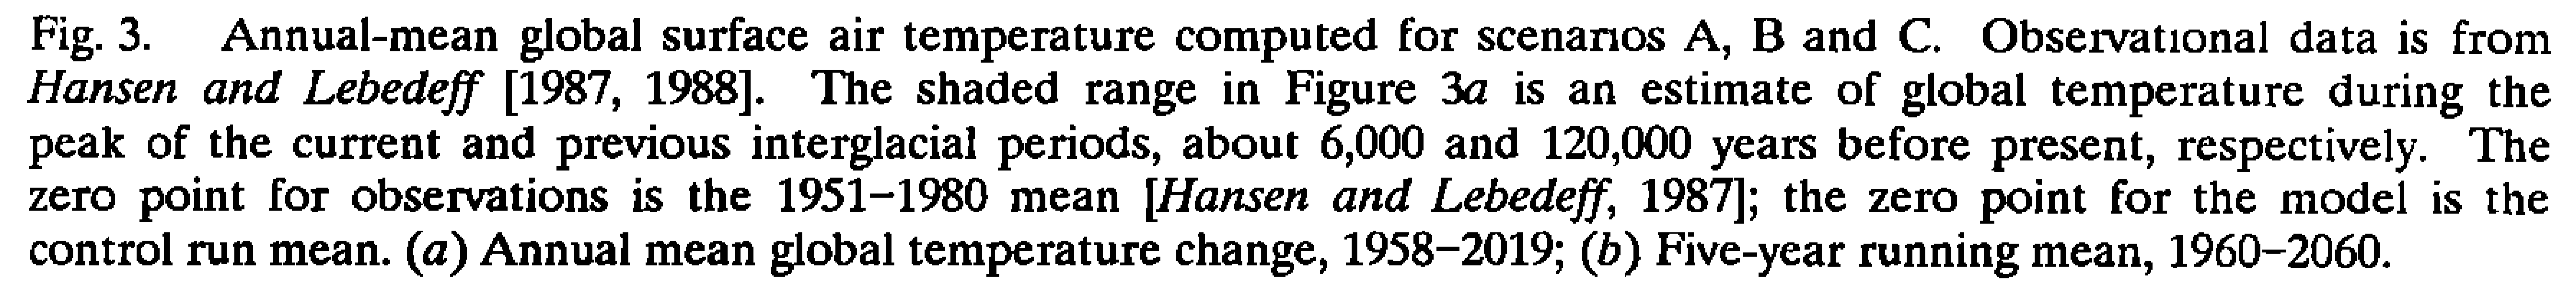 Fig. 3. Annual-mean global surface air temperature computed for scenarios A, B and C. Observational data is from
Hansen and Lebedeff [1987, 1988]. The shaded range in Figure 3a is an estimate of global temperature during the
peak of the current and previous interglacial periods, about 6,000 and 120,000 years before present, respectively. The
zero point for observations is the 1951–1980 mean [Hansen and Lebedeff, 1987]; the zero point for the model is the
control run mean. (a) Annual mean global temperature change, 1958–2019; (b) Five-year running mean, 1960–2060.